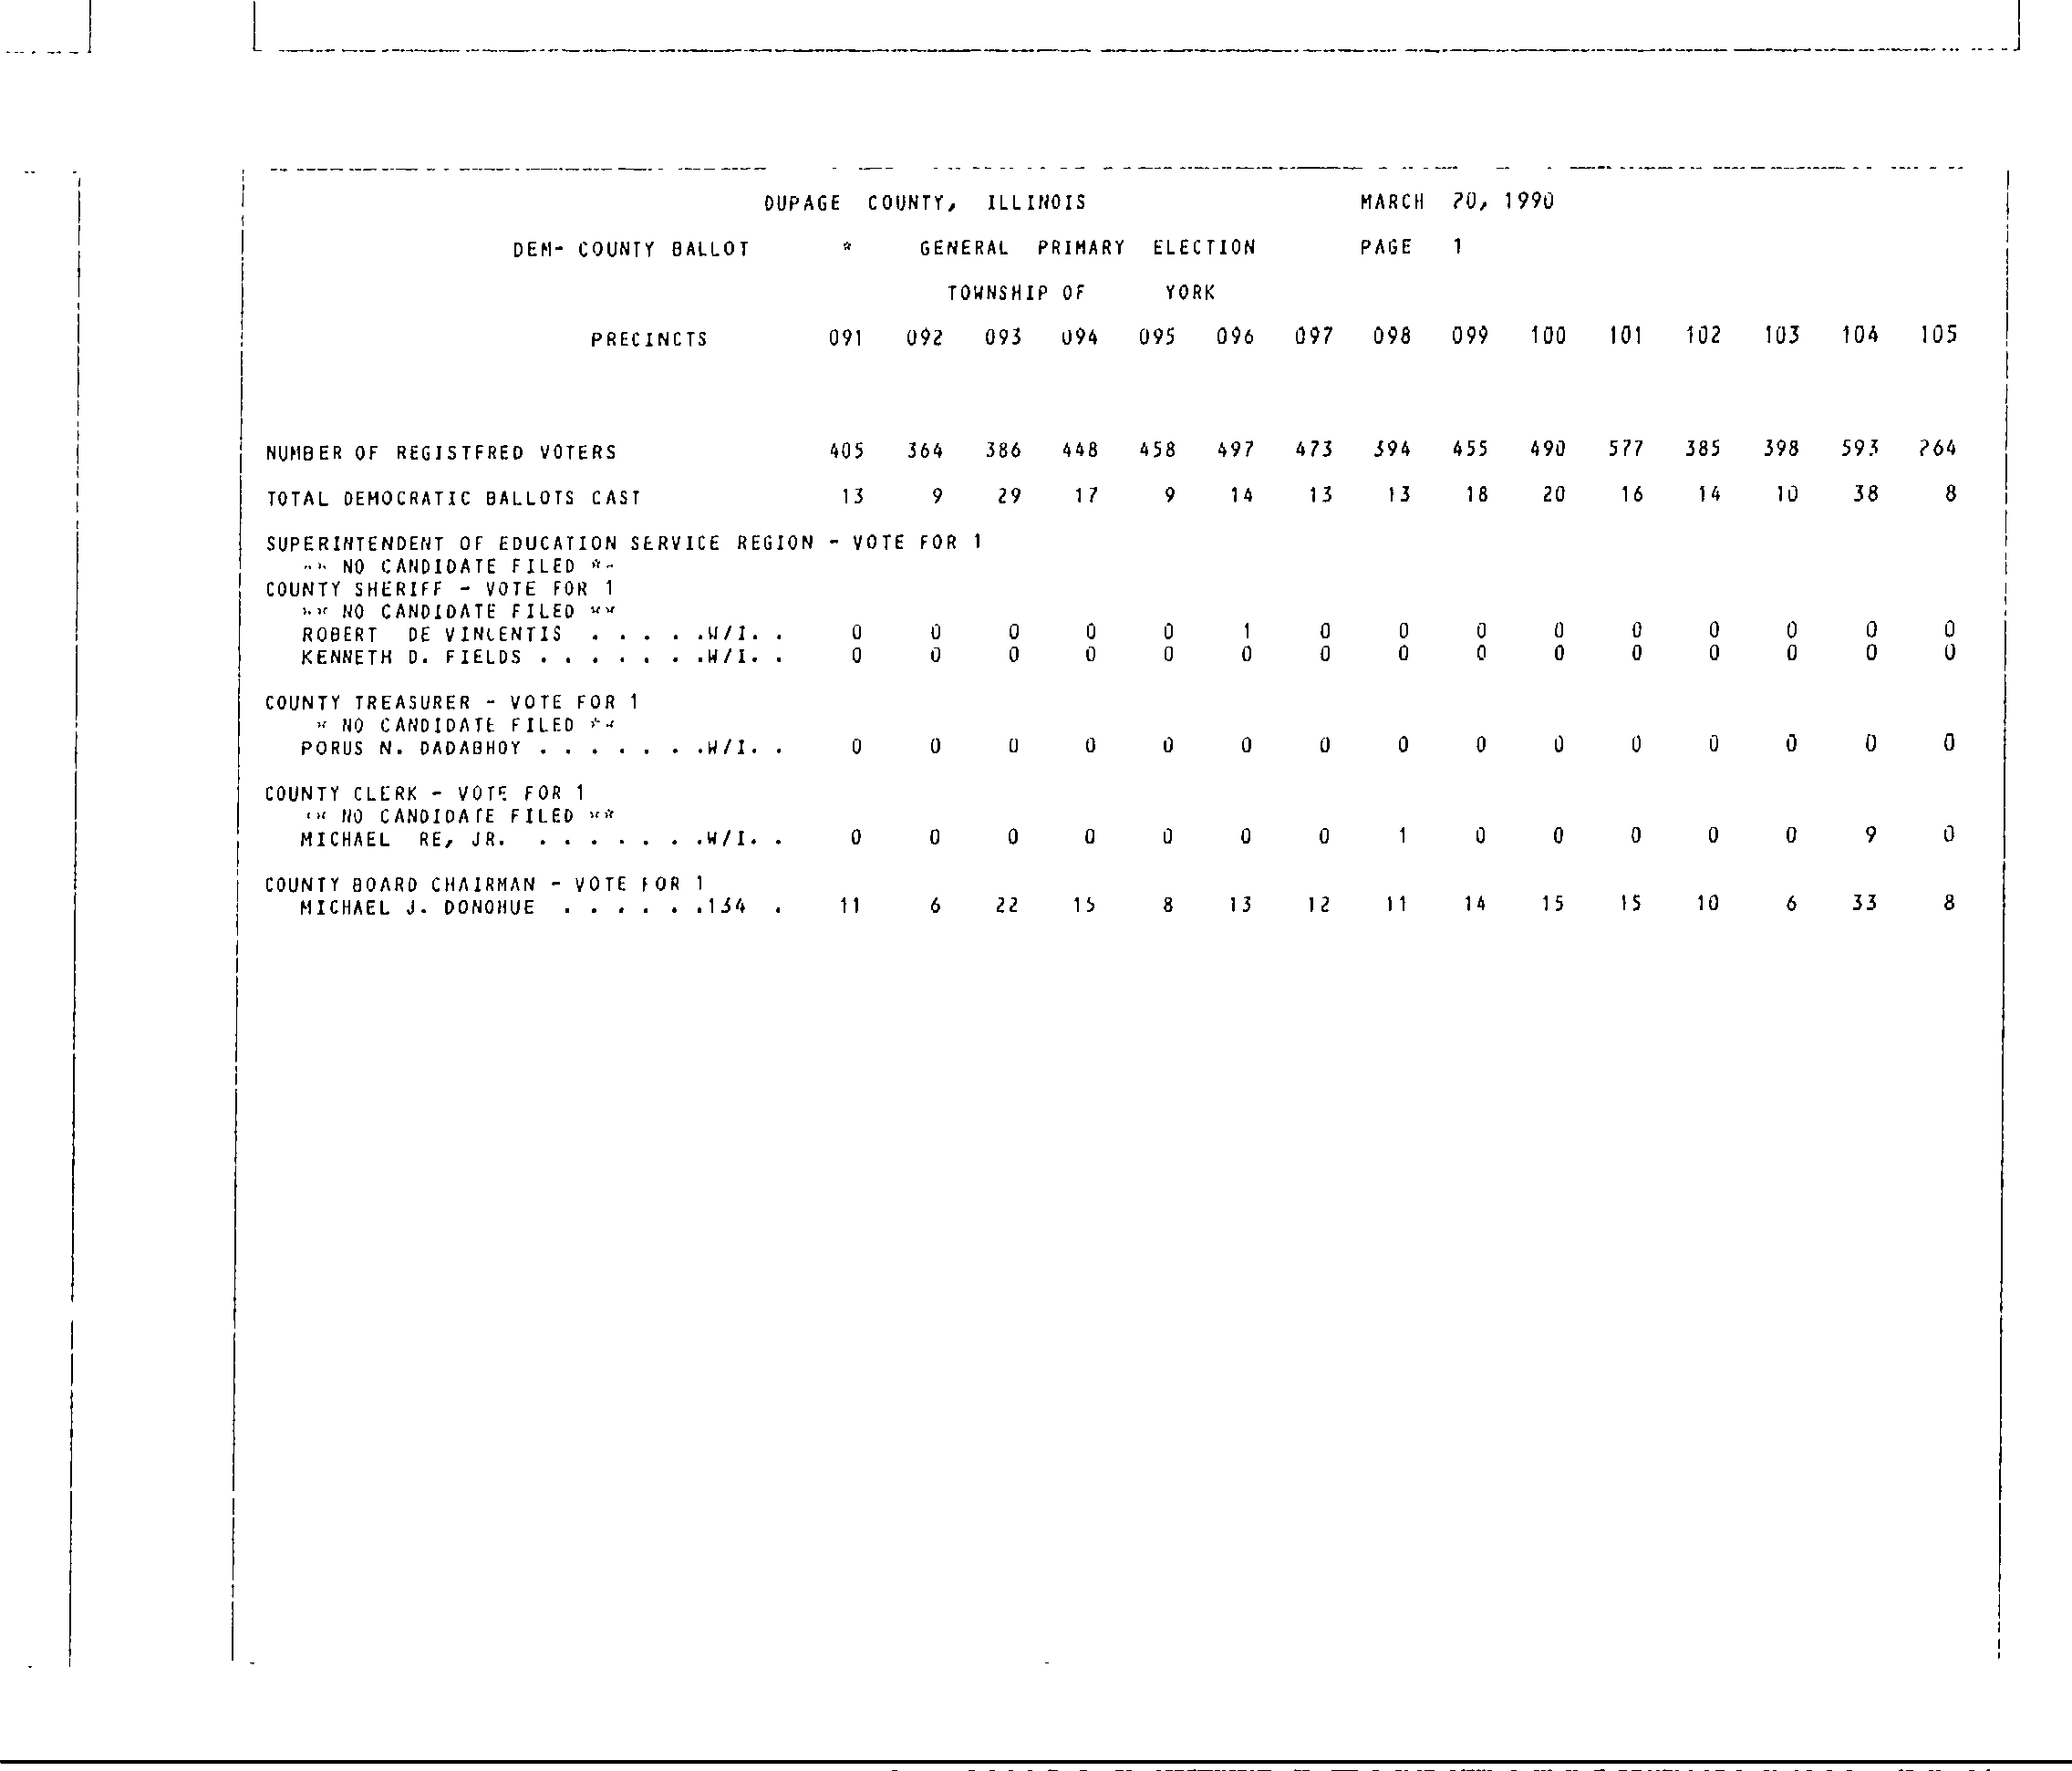 DUPAGE COUNTY, ILLINOIS MARCH 20, 1990
DEM- COUNTY BALLOT * GENERAL PRIMARY ELECTION PAGE 1
TOWNSHIP OF YORK
PRECINCTS 091 092 093 094 095 096 097 098 099 100 101 102 103 104 105
NUMBER OF REGISTERED VOTERS 405 364 386 448 458 497 473 394 455 490 577 385 398 593 264
TOTAL DEMOCRATIC BALLOTS CAST 13 9 29 17 9 14 13 13 18 20 16 14 10 38 8
SUPERINTENDENT OF EDUCATION SERVICE REGION - VOTE FOR 1
** NO CANDIDATE FILED **
COUNTY SHERIFF - VOTE FOR 1
** NO CANDIDATE FILED **
ROBERT DE VINCENTIS . . . . .W/I. . 0 0 0 0 0 1 0 0 0 0 0 0 0 0 0
KENNETH D. FIELDS . . . . . . .W/I. . 0 0 0 0 0 0 0 0 0 0 0 0 0 0 0
COUNTY TREASURER - VOTE FOR 1
* NO CANDIDATE FILED **
PORUS N. DADABHOY . . . . . . .W/I. . 0 0 0 0 0 0 0 0 0 0 0 0 0 0 0
COUNTY CLERK - VOTE FOR 1
** NO CANDIDATE FILED **
MICHAEL RE, JR. . . . . . . .W/I. . 0 0 0 0 0 0 0 1 0 0 0 0 0 9 0
COUNTY BOARD CHAIRMAN - VOTE FOR 1
MICHAEL J. DONOHUE . . . . . .134 . 11 6 22 15 8 13 12 11 14 15 15 10 6 33 8